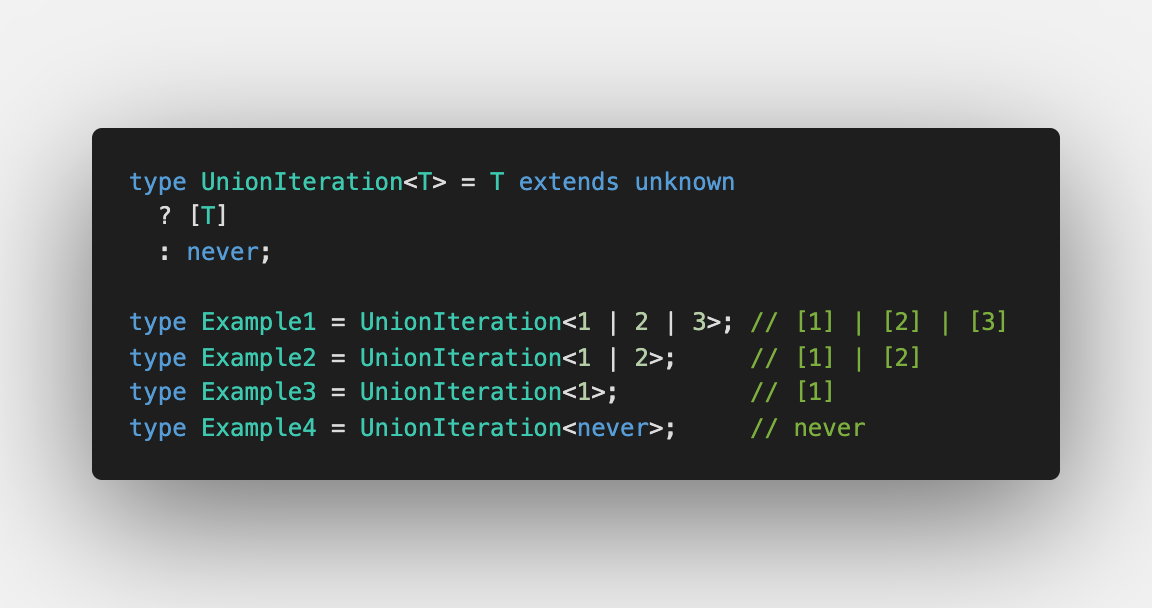 type UnionIteration<T> = T extends unknown
  ? [T]
  : never;

type Example1 = UnionIteration<1 | 2 | 3>; // [1] | [2] | [3]
type Example2 = UnionIteration<1 | 2>;     // [1] | [2]
type Example3 = UnionIteration<1>;         // [1]
type Example4 = UnionIteration<never>;     // never